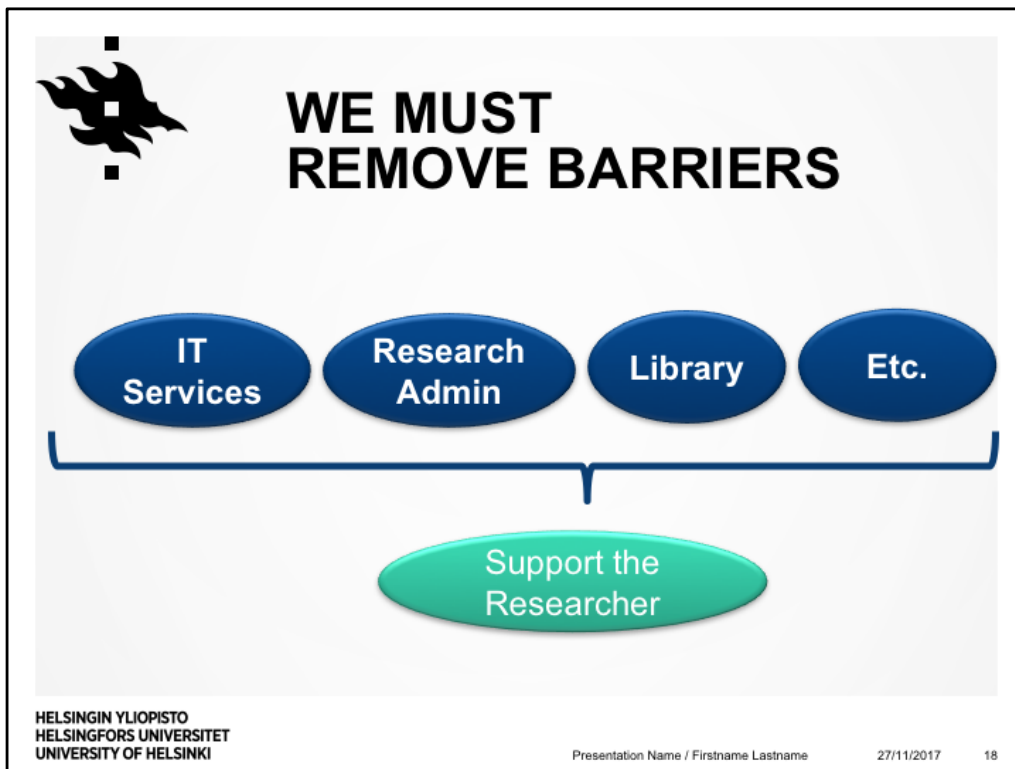 WE MUST
REMOVE BARRIERS
IT
Services
Research
Admin
Library
Etc.
Support the
Researcher
HELSINGIN YLIOPISTO
HELSINGFORS UNIVERSITET
UNIVERSITY OF HELSINKI
Presentation Name / Firstname Lastname
27/11/2017
18